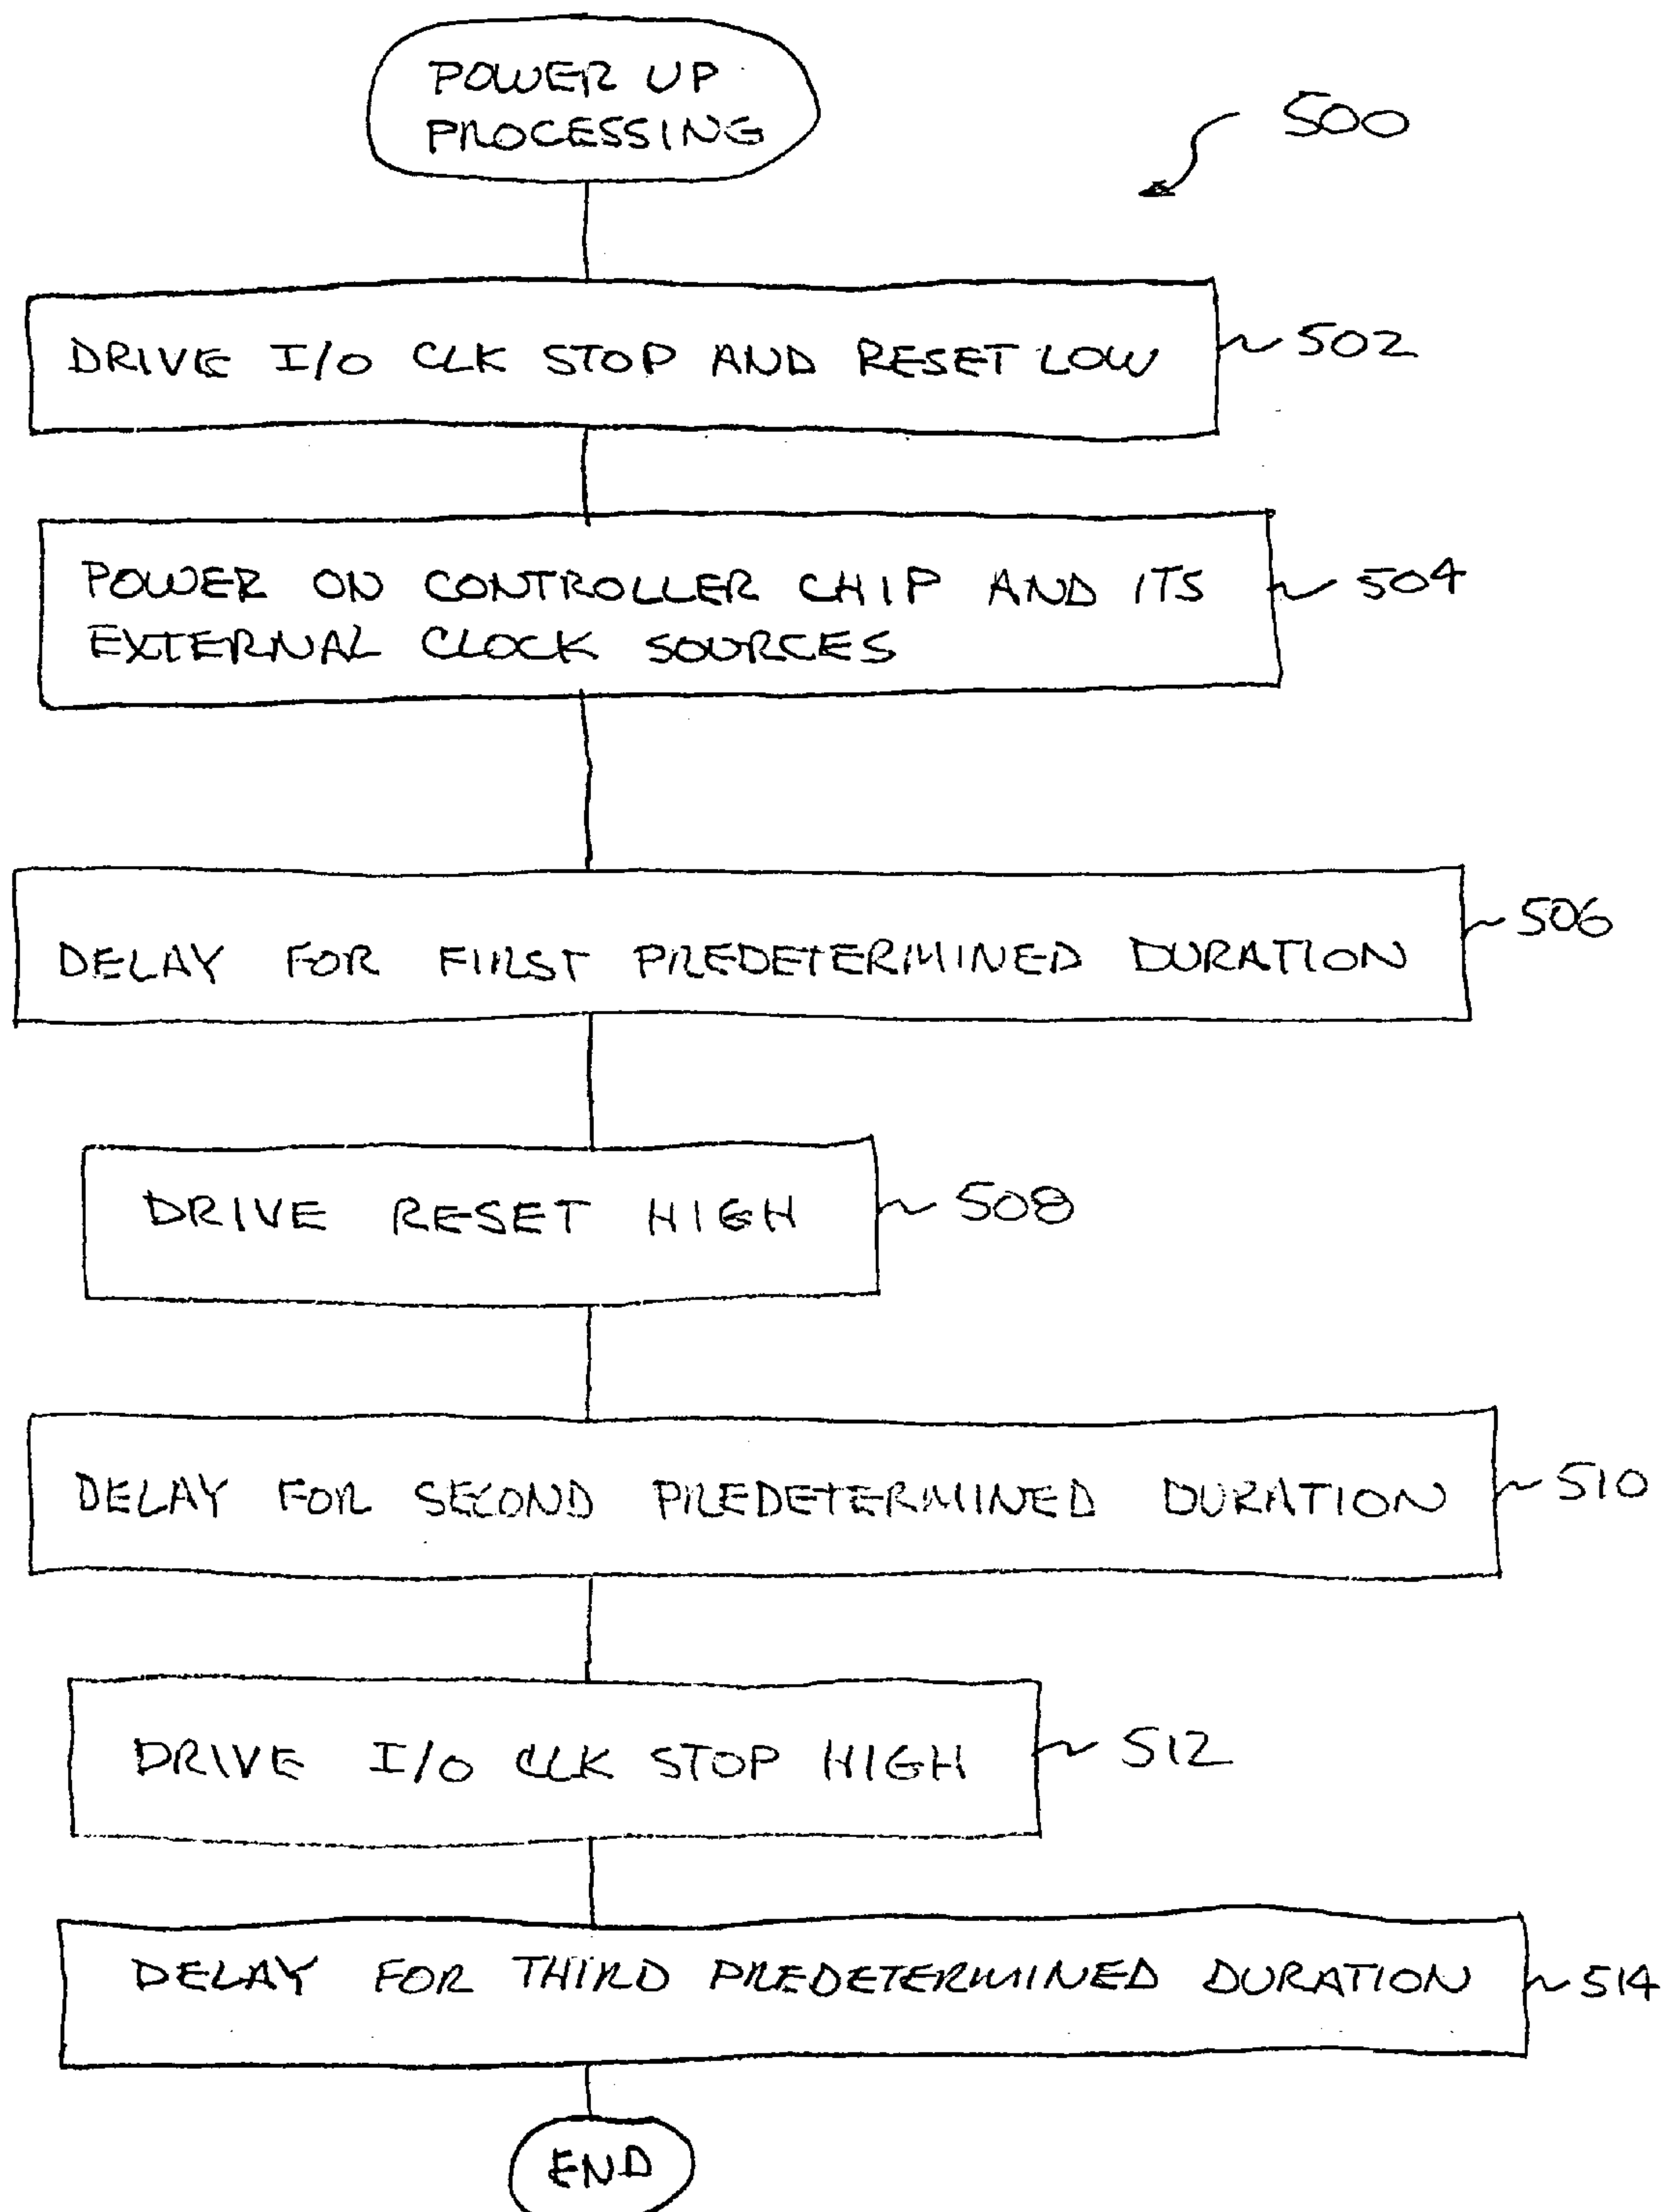 POWER UP
PROCESSING
500
DRIVE I/O CLK STOP AND RESET LOW
502
POWER ON CONTROLLER CHIP AND ITS
504
EXTERNAL CLOCK SOURCES
DELAY FOR FIRST PREDETERMINED DURATION
506
DRIVE RESET HIGH
508
DELAY FOR SECOND PREDETERMINED DURATION
510
DRIVE I/O CLK STOP HIGH
512
DELAY FOR THIRD PREDETERMINED DURATION
514
END